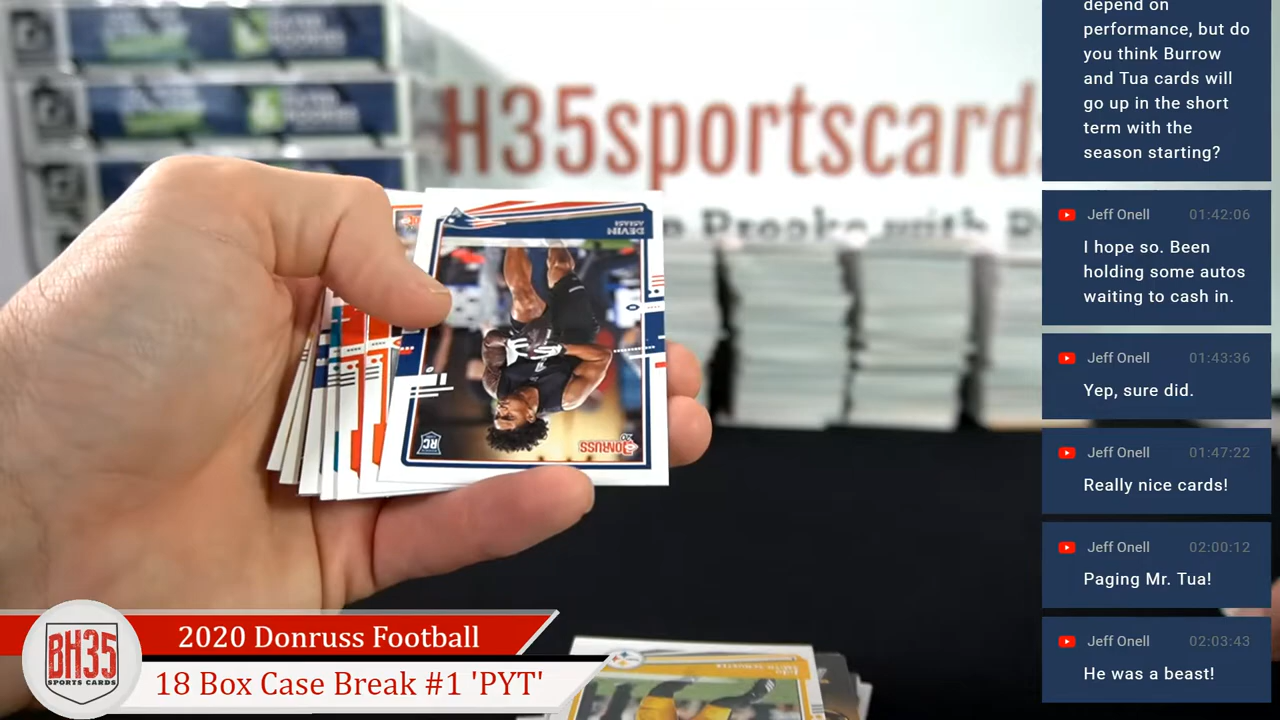 H35sportscards
DEVIN
ASIASI
RC
DONRUSS
2020 Donruss Football
18 Box Case Break #1 'PYT'
BH35
SPORTS CARDS
depend on
performance, but do
you think Burrow
and Tua cards will
go up in the short
term with the
season starting?
Jeff Onell 01:42:06
I hope so. Been
holding some autos
waiting to cash in.
Jeff Onell 01:43:36
Yep, sure did.
Jeff Onell 01:47:22
Really nice cards!
Jeff Onell 02:00:12
Paging Mr. Tua!
Jeff Onell 02:03:43
He was a beast!